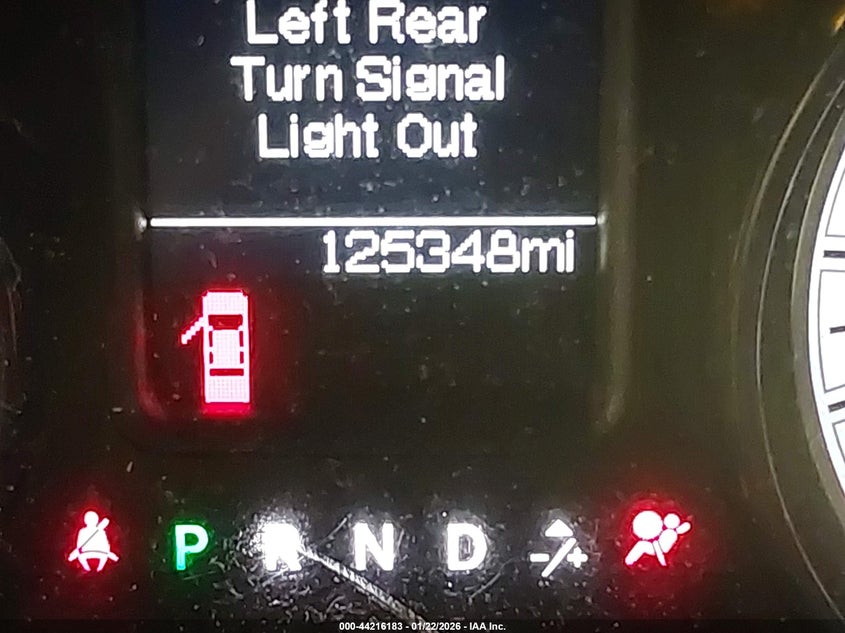 Left Rear
Turn Signal
Light Out
125348mi
P R N D -/+
000-44216183 - 01/22/2026 - IAA Inc.